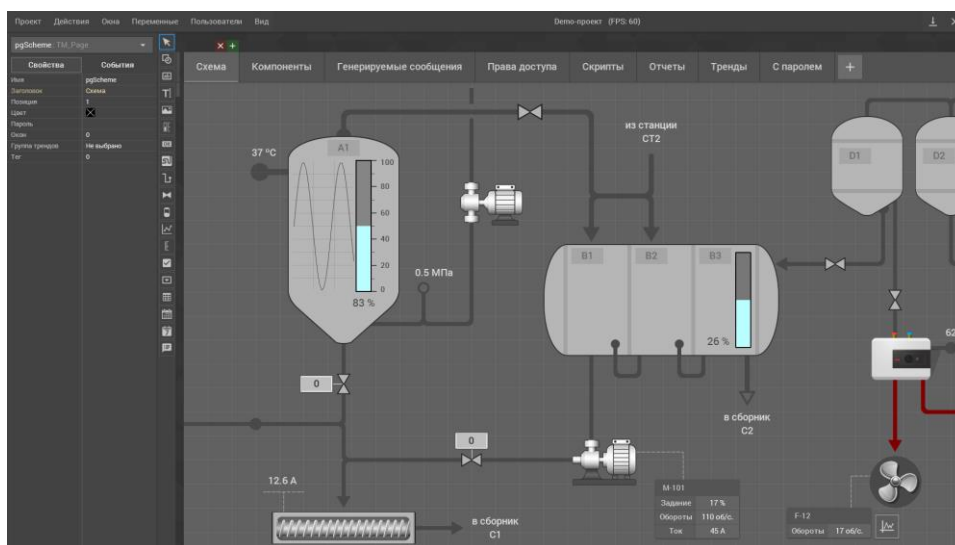 Проект Действия Окна Переменные Пользователи Вид Demo-проект (FPS: 60)
pgScheme: TM_Page
Свойства События
Имя pgScheme
Заголовок Схема
Позиция 1
Цвет
Пароль
Окон 0
Группа трендов Не выбрано
Тег 0
Схема Компоненты Генерируемые сообщения Права доступа Скрипты Отчеты Тренды С паролем +
из станции
СТ2
37 °C
A1
100
80
60
40
20
0
83 %
0.5 МПа
B1 B2 B3
26 %
D1 D2
62
0
в сборник
С2
0
12.6 А
в сборник
С1
M-101
Задание 17 %
Обороты 110 об/с.
Ток 45 А
F-12
Обороты 17 об/с.